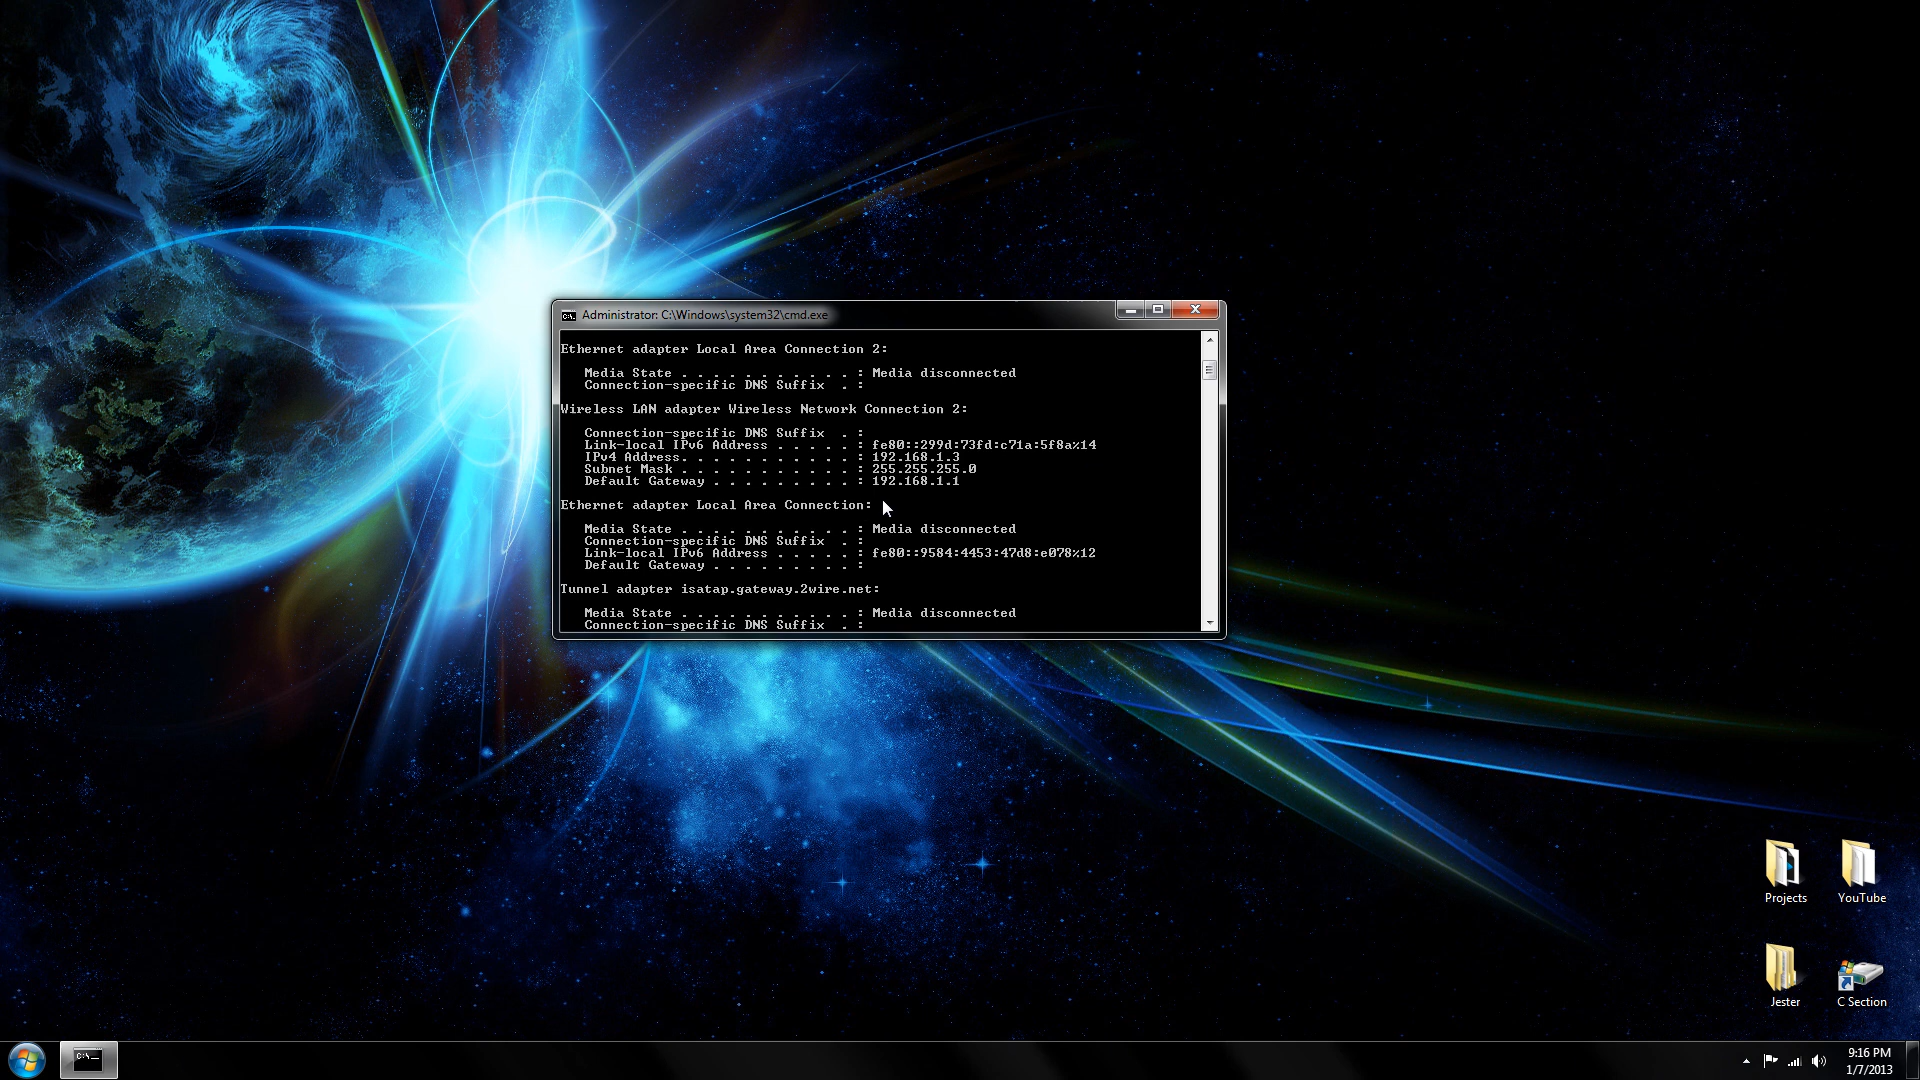 Administrator: C:\Windows\system32\cmd.exe
Ethernet adapter Local Area Connection 2:
Media State . . . . . . . . . . . : Media disconnected
Connection-specific DNS Suffix  . :
Wireless LAN adapter Wireless Network Connection 2:
Connection-specific DNS Suffix  . :
Link-local IPv6 Address . . . . . : fe80::299d:73fd:c71a:5f8a%14
IPv4 Address. . . . . . . . . . . : 192.168.1.3
Subnet Mask . . . . . . . . . . . : 255.255.255.0
Default Gateway . . . . . . . . . : 192.168.1.1
Ethernet adapter Local Area Connection:
Media State . . . . . . . . . . . : Media disconnected
Connection-specific DNS Suffix  . :
Link-local IPv6 Address . . . . . : fe80::9584:4453:47d8:e078%12
Default Gateway . . . . . . . . . :
Tunnel adapter isatap.gateway.2wire.net:
Media State . . . . . . . . . . . : Media disconnected
Connection-specific DNS Suffix  . :
Projects
YouTube
Jester
C Section
C:\_
9:16 PM
1/7/2013